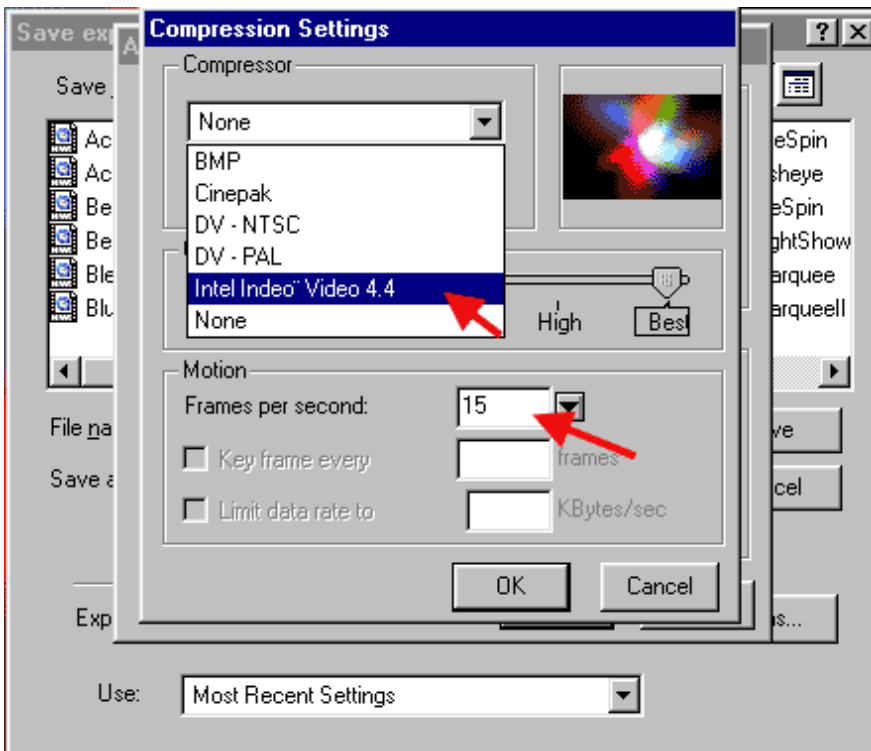 Save ex
Compression Settings
Compressor
Save
None
BMP
Cinepak
DV - NTSC
DV - PAL
Intel Indeo¨ Video 4.4
None
Ac
Ac
Be
Be
Ble
Blu
eSpin
sheye
eSpin
ghtShow
arquee
arqueeII
High
Best
Motion
Frames per second:
15
Key frame every
frames
Limit data rate to
KBytes/sec
File na
ve
Save a
cel
OK
Cancel
Exp
s...
Use:
Most Recent Settings